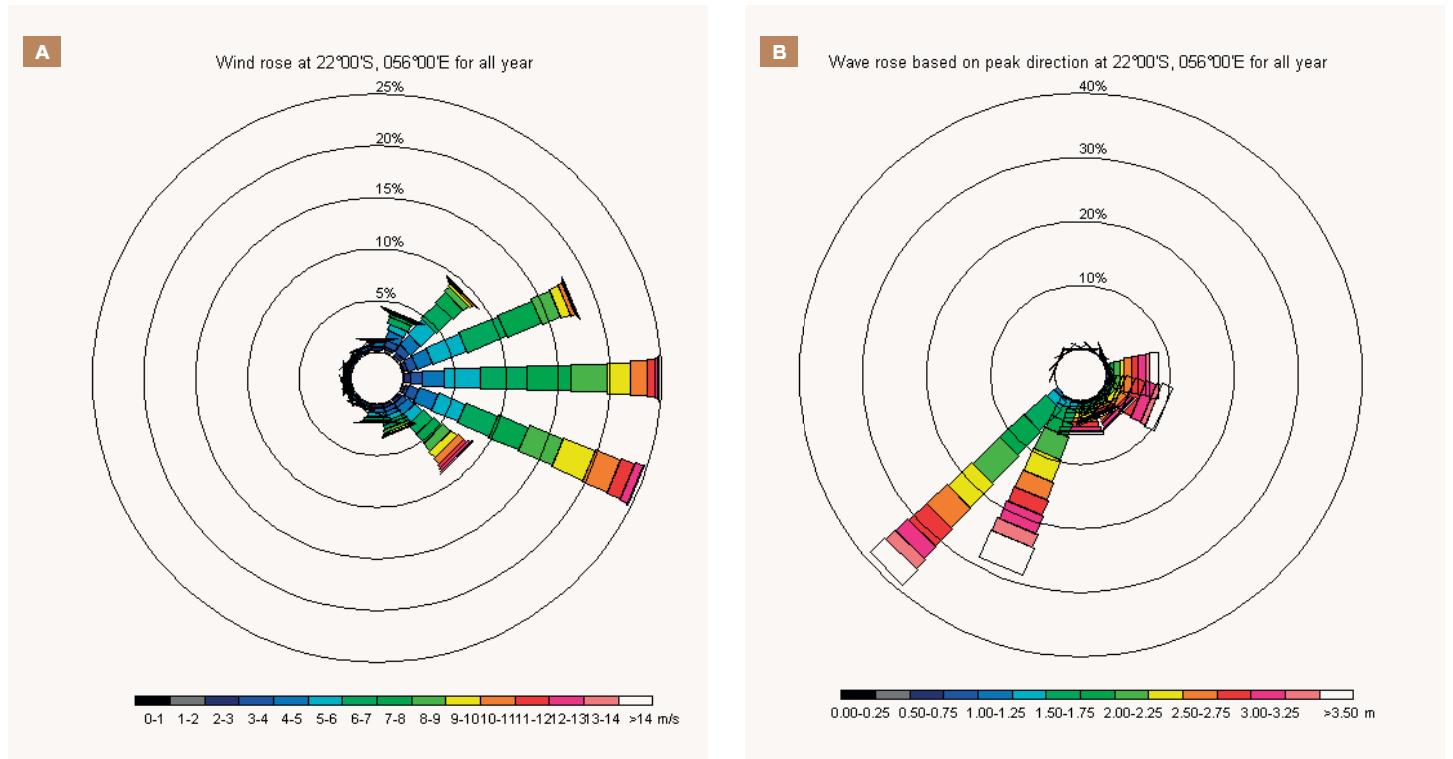 A
Wind rose at 22°00'S, 056°00'E for all year
25%
20%
15%
10%
5%
0-1 1-2 2-3 3-4 4-5 5-6 6-7 7-8 8-9 9-10 10-11 11-12 12-13 13-14 >14 m/s
B
Wave rose based on peak direction at 22°00'S, 056°00'E for all year
40%
30%
20%
10%
0.00-0.25 0.50-0.75 1.00-1.25 1.50-1.75 2.00-2.25 2.50-2.75 3.00-3.25 >3.50 m